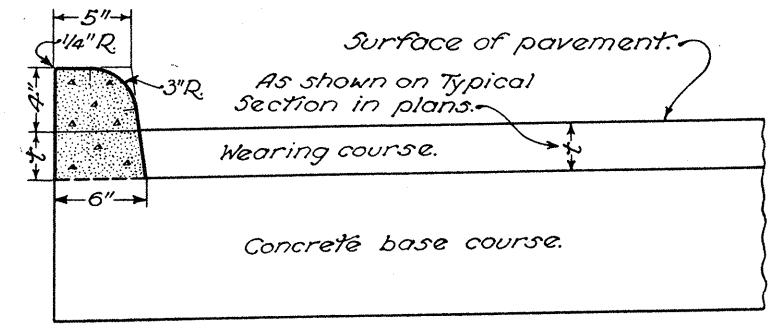 5"
1/4" R.
Surface of pavement.
3"R.
As shown on Typical
Section in plans.
4"
t
Wearing course.
t
6"
Concrete base course.